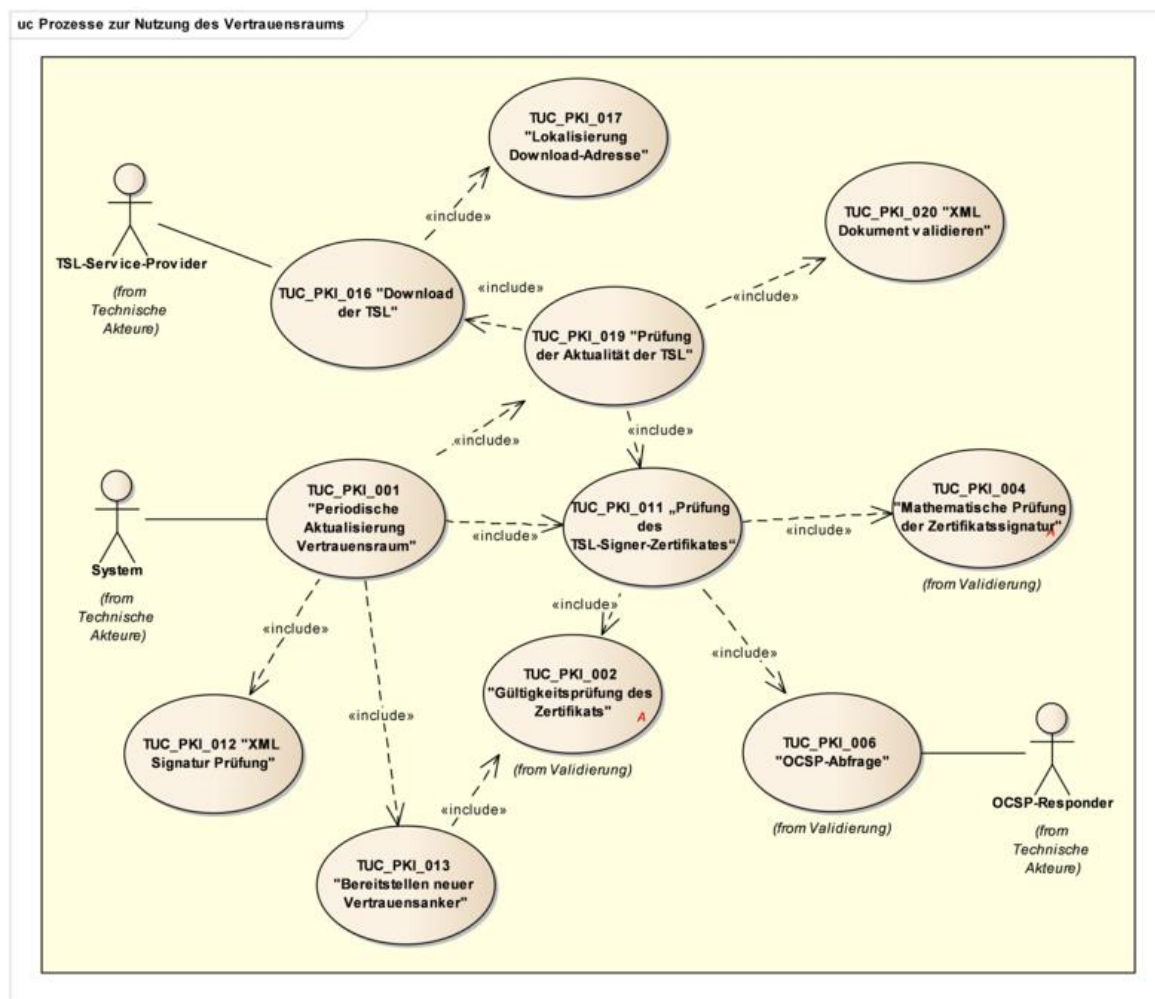 uc Prozesse zur Nutzung des Vertrauensraums
TUC_PKI_017
"Lokalisierung
Download-Adresse"
«include»
TSL-Service-Provider
(from
Technische
Akteure)
TUC_PKI_016 "Download
der TSL"
«include»
TUC_PKI_020 "XML
Dokument validieren"
«include»
TUC_PKI_019 "Prüfung
der Aktualität der TSL"
«include»
«include»
System
(from
Technische
Akteure)
TUC_PKI_001
"Periodische
Aktualisierung
Vertrauensraum"
«include»
TUC_PKI_011 „Prüfung
des
TSL-Signer-Zertifikates“
«include»
TUC_PKI_004
"Mathematische Prüfung
der Zertifikatssignatur"
A
(from Validierung)
«include»
«include»
«include»
«include»
TUC_PKI_012 "XML
Signatur Prüfung"
TUC_PKI_002
"Gültigkeitsprüfung des
Zertifikats"
A
(from Validierung)
TUC_PKI_006
"OCSP-Abfrage"
(from Validierung)
OCSP-Responder
(from
Technische
Akteure)
«include»
TUC_PKI_013
"Bereitstellen neuer
Vertrauensanker"